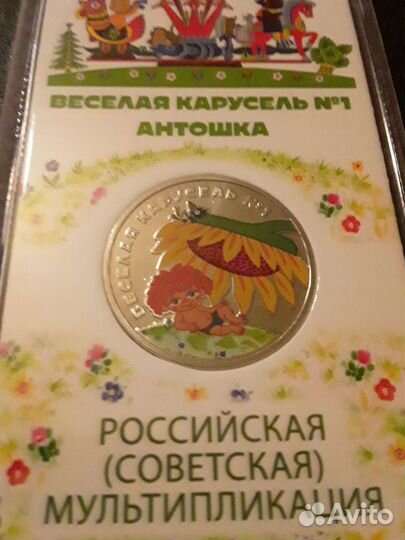 ВЕСЕЛАЯ КАРУСЕЛЬ №1
АНТОШКА
ВЕСЕЛАЯ КАРУСЕЛЬ №1
РОССИЙСКАЯ
(СОВЕТСКАЯ)
МУЛЬТИПЛИКАЦИЯ
Avito